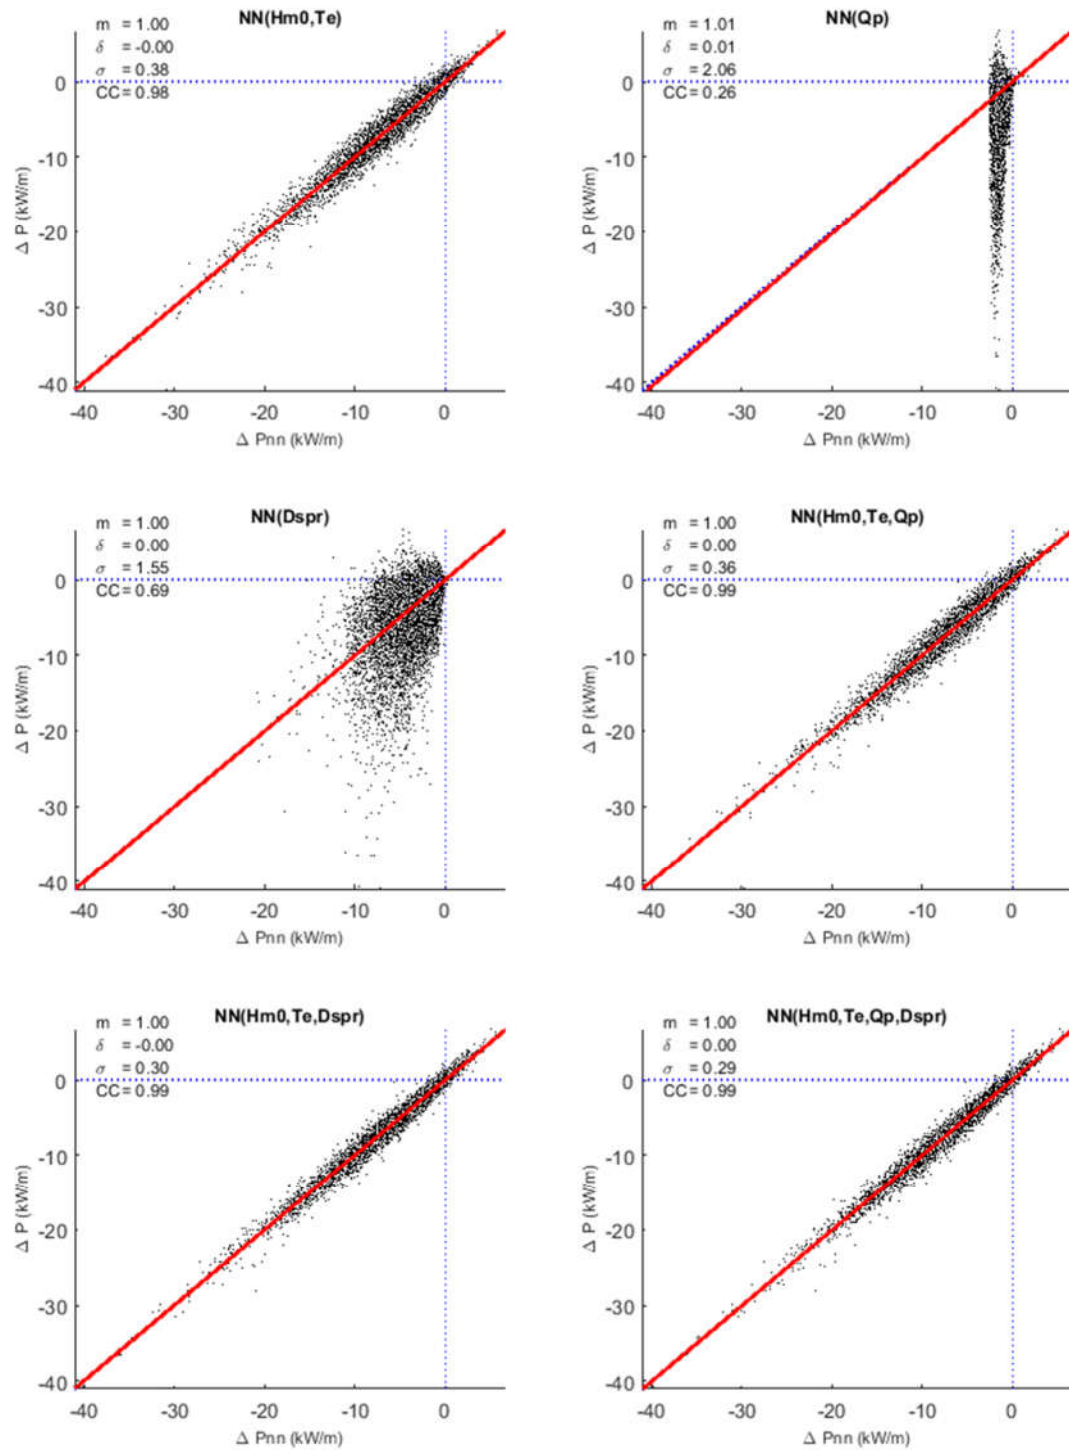 NN(Hm0,Te)
m = 1.00
δ = -0.00
σ = 0.38
CC = 0.98
0
-10
-20
-30
-40
Δ P (kW/m)
-40 -30 -20 -10 0
Δ Pnn (kW/m)
NN(Qp)
m = 1.01
δ = 0.01
σ = 2.06
CC = 0.26
0
-10
-20
-30
-40
Δ P (kW/m)
-40 -30 -20 -10 0
Δ Pnn (kW/m)
NN(Dspr)
m = 1.00
δ = 0.00
σ = 1.55
CC = 0.69
0
-10
-20
-30
-40
Δ P (kW/m)
-40 -30 -20 -10 0
Δ Pnn (kW/m)
NN(Hm0,Te,Qp)
m = 1.00
δ = 0.00
σ = 0.36
CC = 0.99
0
-10
-20
-30
-40
Δ P (kW/m)
-40 -30 -20 -10 0
Δ Pnn (kW/m)
NN(Hm0,Te,Dspr)
m = 1.00
δ = -0.00
σ = 0.30
CC = 0.99
0
-10
-20
-30
-40
Δ P (kW/m)
-40 -30 -20 -10 0
Δ Pnn (kW/m)
NN(Hm0,Te,Qp,Dspr)
m = 1.00
δ = 0.00
σ = 0.29
CC = 0.99
0
-10
-20
-30
-40
Δ P (kW/m)
-40 -30 -20 -10 0
Δ Pnn (kW/m)